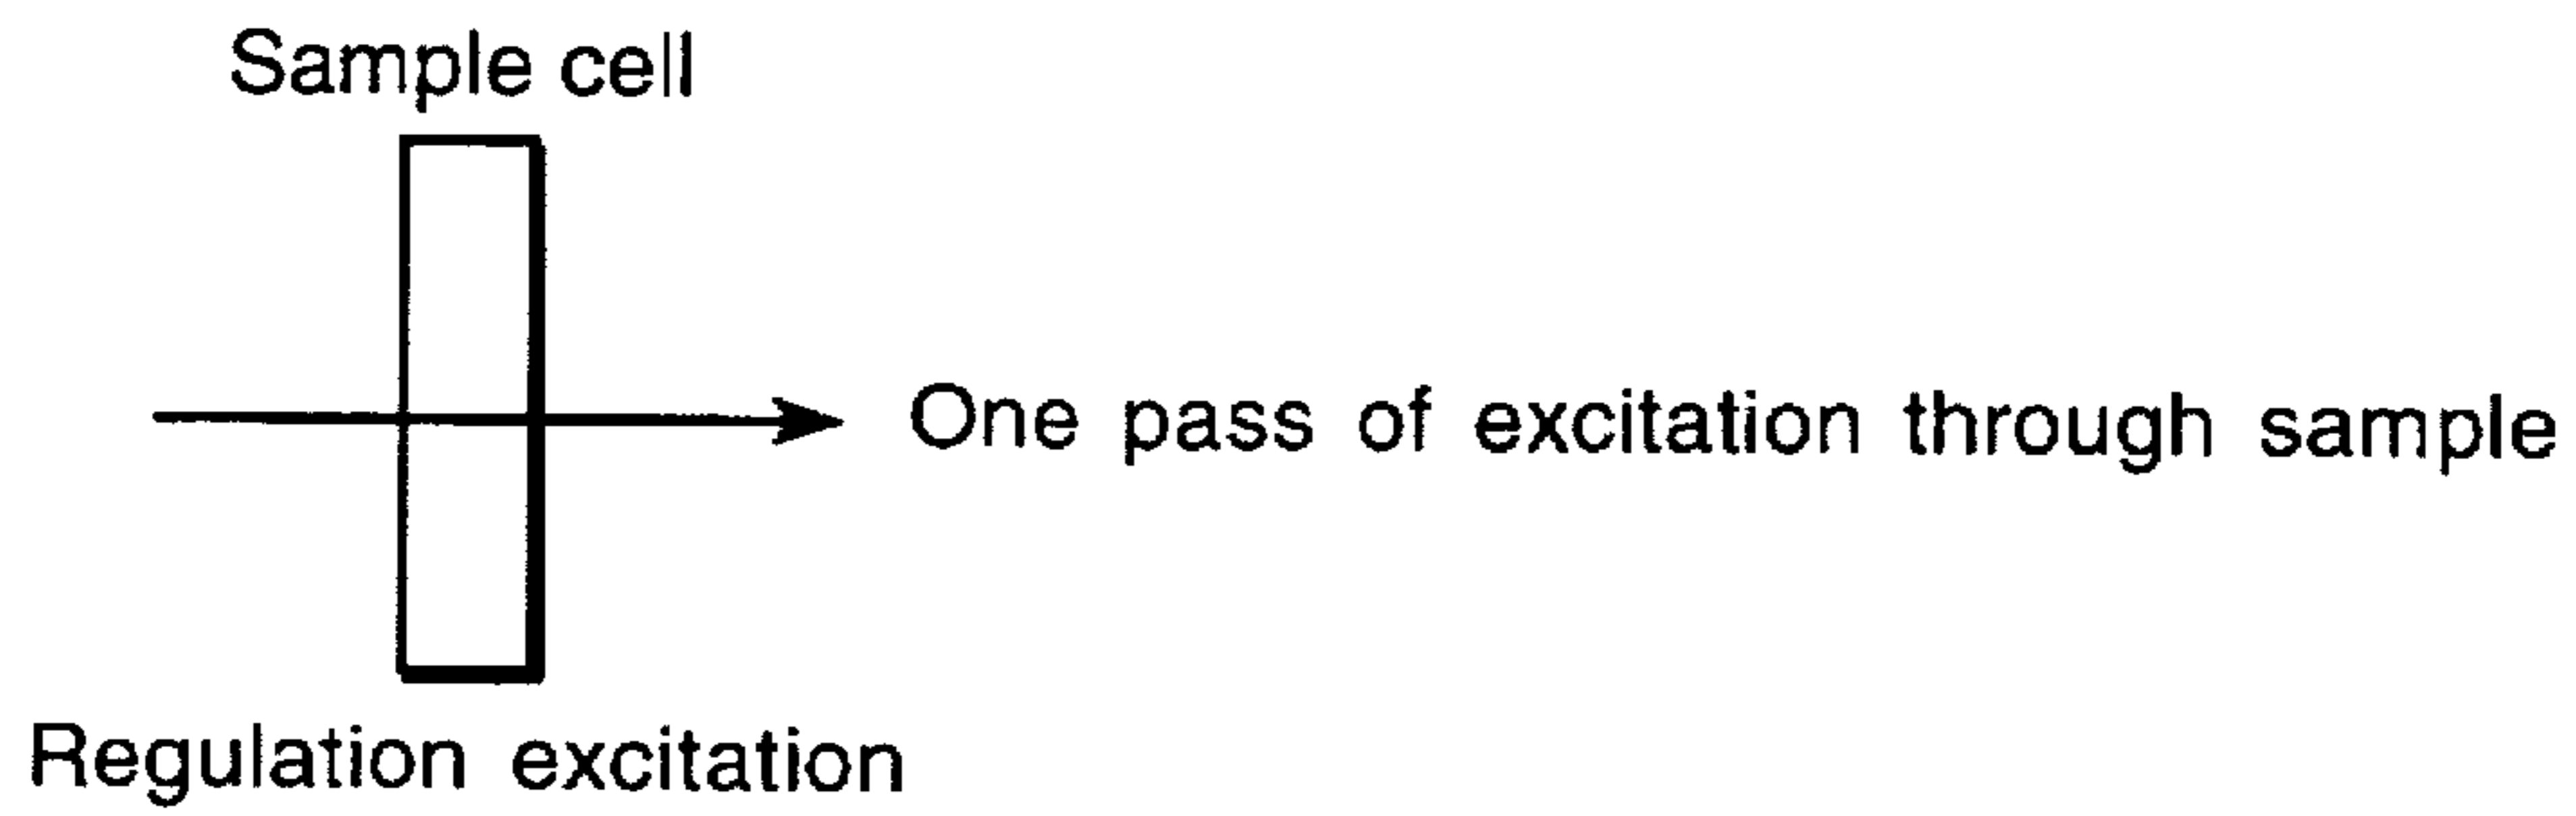 Sample cell
One pass of excitation through sample
Regulation excitation